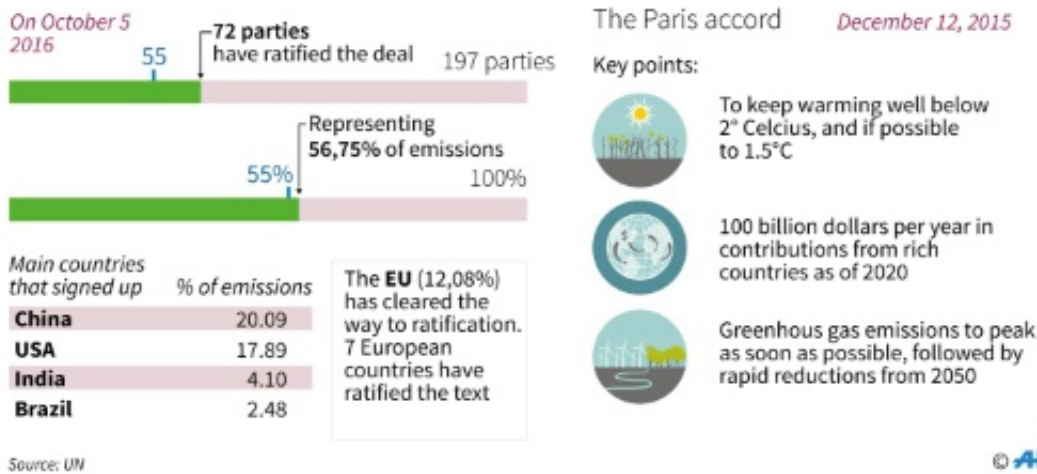 On October 5
2016
55
72 parties
have ratified the deal
197 parties
Representing
56,75% of emissions
55%
100%
Main countries
that signed up
% of emissions
China 20.09
USA 17.89
India 4.10
Brazil 2.48
The EU (12,08%)
has cleared the
way to ratification.
7 European
countries have
ratified the text
Source: UN
The Paris accord
December 12, 2015
Key points:
To keep warming well below
2° Celcius, and if possible
to 1.5°C
100 billion dollars per year in
contributions from rich
countries as of 2020
Greenhous gas emissions to peak
as soon as possible, followed by
rapid reductions from 2050
©